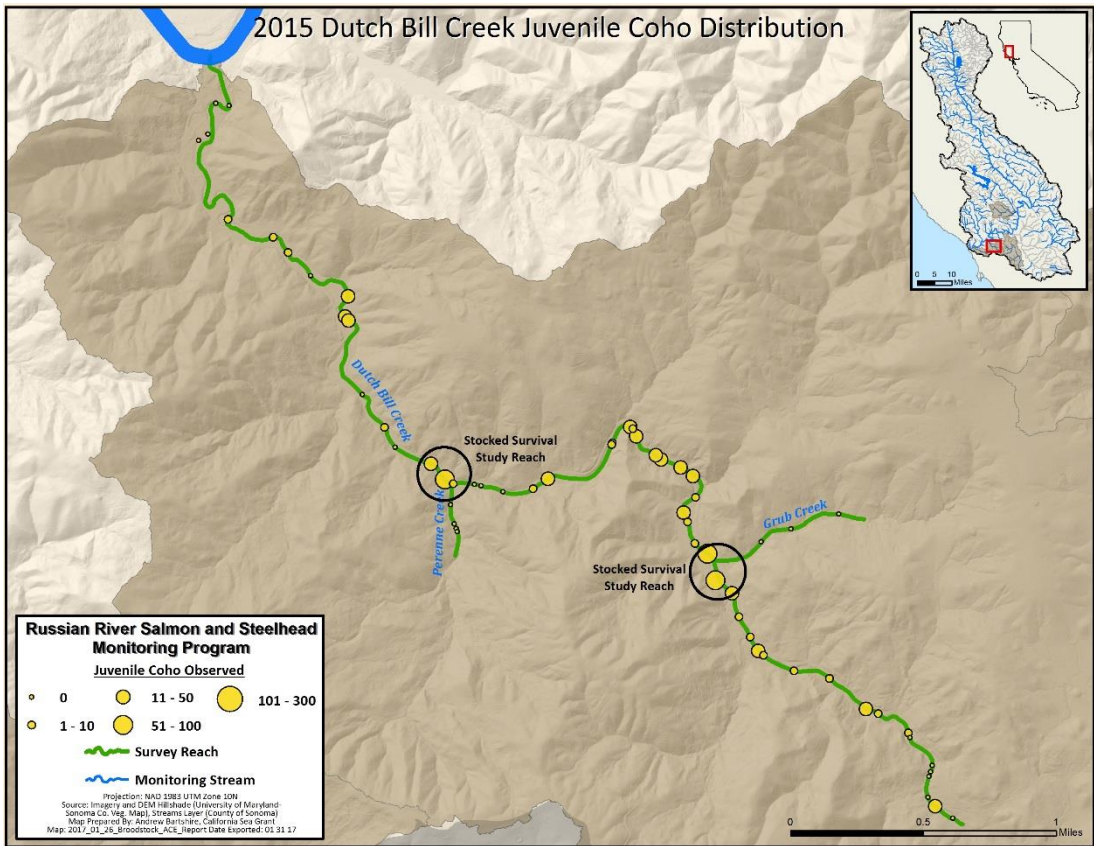 2015 Dutch Bill Creek Juvenile Coho Distribution
0 5 10
Miles
Dutch Bill Creek
Stocked Survival
Study Reach
Perenne Creek
Grub Creek
Stocked Survival
Study Reach
Russian River Salmon and Steelhead
Monitoring Program
Juvenile Coho Observed
0 11 - 50 101 - 300
1 - 10 51 - 100
Survey Reach
Monitoring Stream
Projection: NAD 1983 UTM Zone 10N
Source: Imagery and DEM Hillshade (University of Maryland-
Sonoma Co. Veg. Map), Streams Layer (County of Sonoma)
Map Prepared By: Andrew Bartshire, California Sea Grant
Map: 2017_01_26_Broodstock_ACE_Report Date Exported: 01 31 17
0 0.5 1
Miles